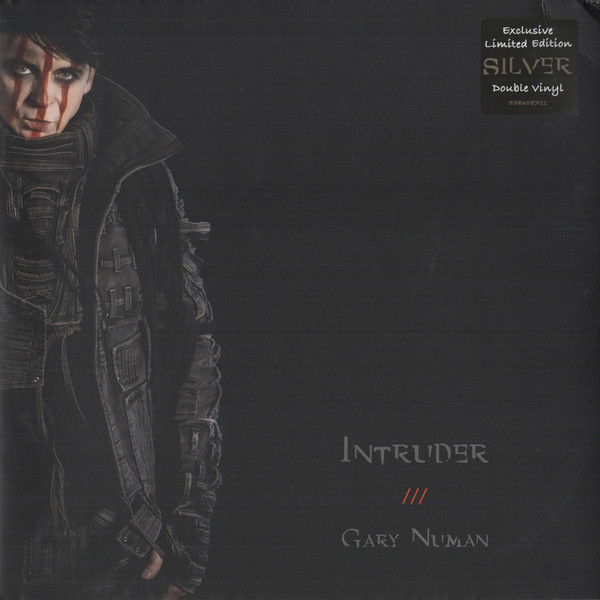 Exclusive
Limited Edition
SILVER
Double Vinyl
INTRUDER
///
GARY NUMAN